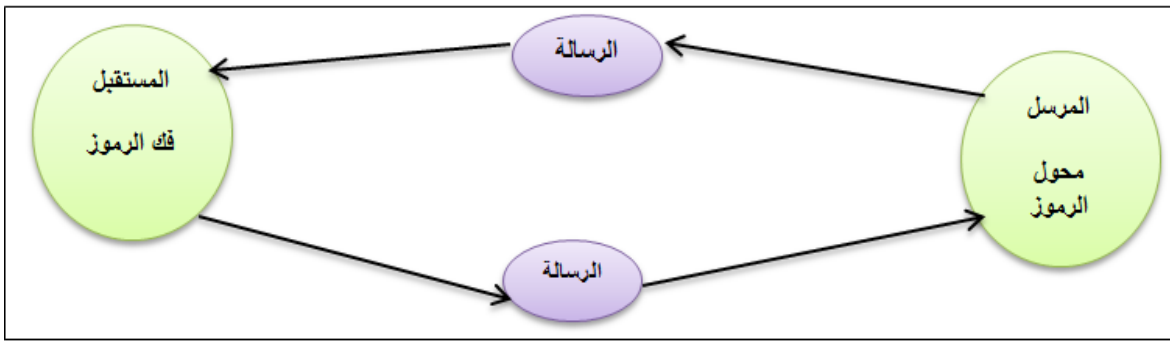 الرسالة
المرسل
محول
الرموز
المستقبل
فك الرموز
الرسالة